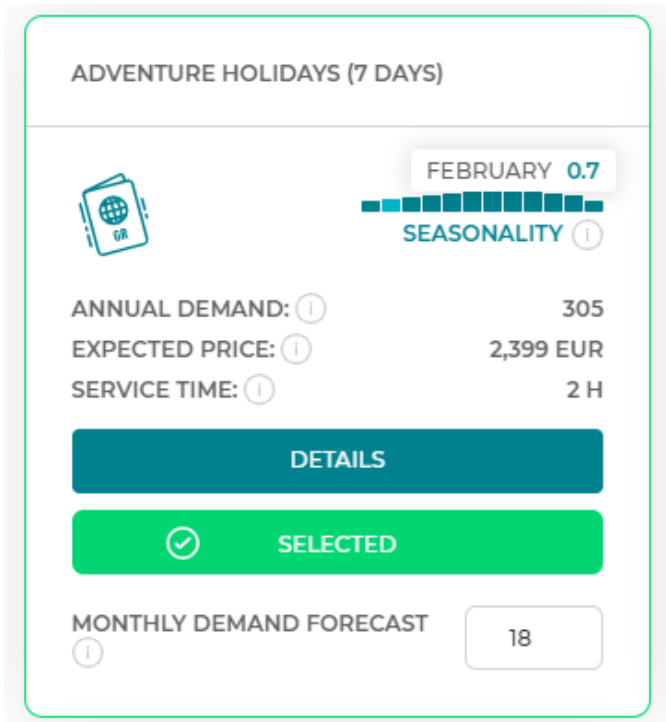 ADVENTURE HOLIDAYS (7 DAYS)
FEBRUARY 0.7
GR
SEASONALITY i
ANNUAL DEMAND: i 305
EXPECTED PRICE: i 2,399 EUR
SERVICE TIME: i 2 H
DETAILS
SELECTED
MONTHLY DEMAND FORECAST
i
18